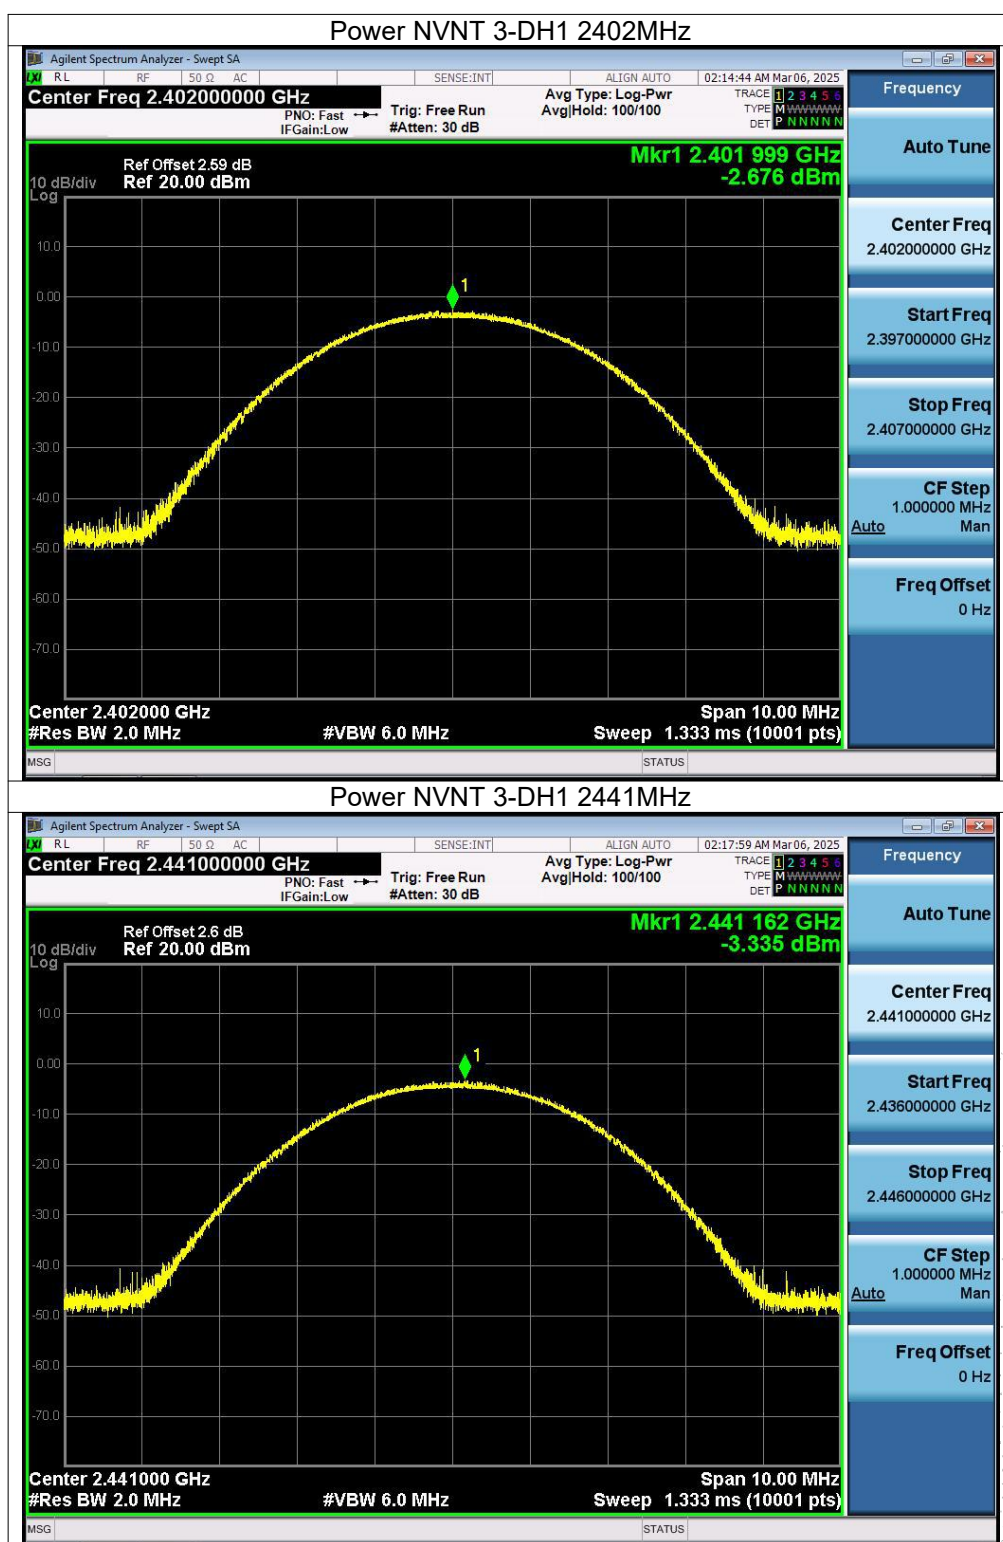 Power NVNT 3-DH1 2402MHz
Agilent Spectrum Analyzer - Swept SA
LXI RL RF 50 Ω AC SENSE:INT ALIGN AUTO 02:14:44 AM Mar 06, 2025
Center Freq 2.402000000 GHz
PNO: Fast
IFGain:Low
Trig: Free Run
#Atten: 30 dB
Avg Type: Log-Pwr
Avg|Hold: 100/100
TRACE 1 2 3 4 5 6
TYPE M WWWWW
DET P N N N N N
Frequency
Auto Tune
Center Freq
2.402000000 GHz
Start Freq
2.397000000 GHz
Stop Freq
2.407000000 GHz
CF Step
1.000000 MHz
Auto Man
Freq Offset
0 Hz
Mkr1 2.401 999 GHz
-2.676 dBm
Ref Offset 2.59 dB
10 dB/div Ref 20.00 dBm
Log
10.0
0.00
-10.0
-20.0
-30.0
-40.0
-50.0
-60.0
-70.0
1
Center 2.402000 GHz Span 10.00 MHz
#Res BW 2.0 MHz #VBW 6.0 MHz Sweep 1.333 ms (10001 pts)
MSG STATUS
Power NVNT 3-DH1 2441MHz
Agilent Spectrum Analyzer - Swept SA
LXI RL RF 50 Ω AC SENSE:INT ALIGN AUTO 02:17:59 AM Mar 06, 2025
Center Freq 2.441000000 GHz
PNO: Fast
IFGain:Low
Trig: Free Run
#Atten: 30 dB
Avg Type: Log-Pwr
Avg|Hold: 100/100
TRACE 1 2 3 4 5 6
TYPE M WWWWW
DET P N N N N N
Frequency
Auto Tune
Center Freq
2.441000000 GHz
Start Freq
2.436000000 GHz
Stop Freq
2.446000000 GHz
CF Step
1.000000 MHz
Auto Man
Freq Offset
0 Hz
Mkr1 2.441 162 GHz
-3.335 dBm
Ref Offset 2.6 dB
10 dB/div Ref 20.00 dBm
Log
10.0
0.00
-10.0
-20.0
-30.0
-40.0
-50.0
-60.0
-70.0
1
Center 2.441000 GHz Span 10.00 MHz
#Res BW 2.0 MHz #VBW 6.0 MHz Sweep 1.333 ms (10001 pts)
MSG STATUS